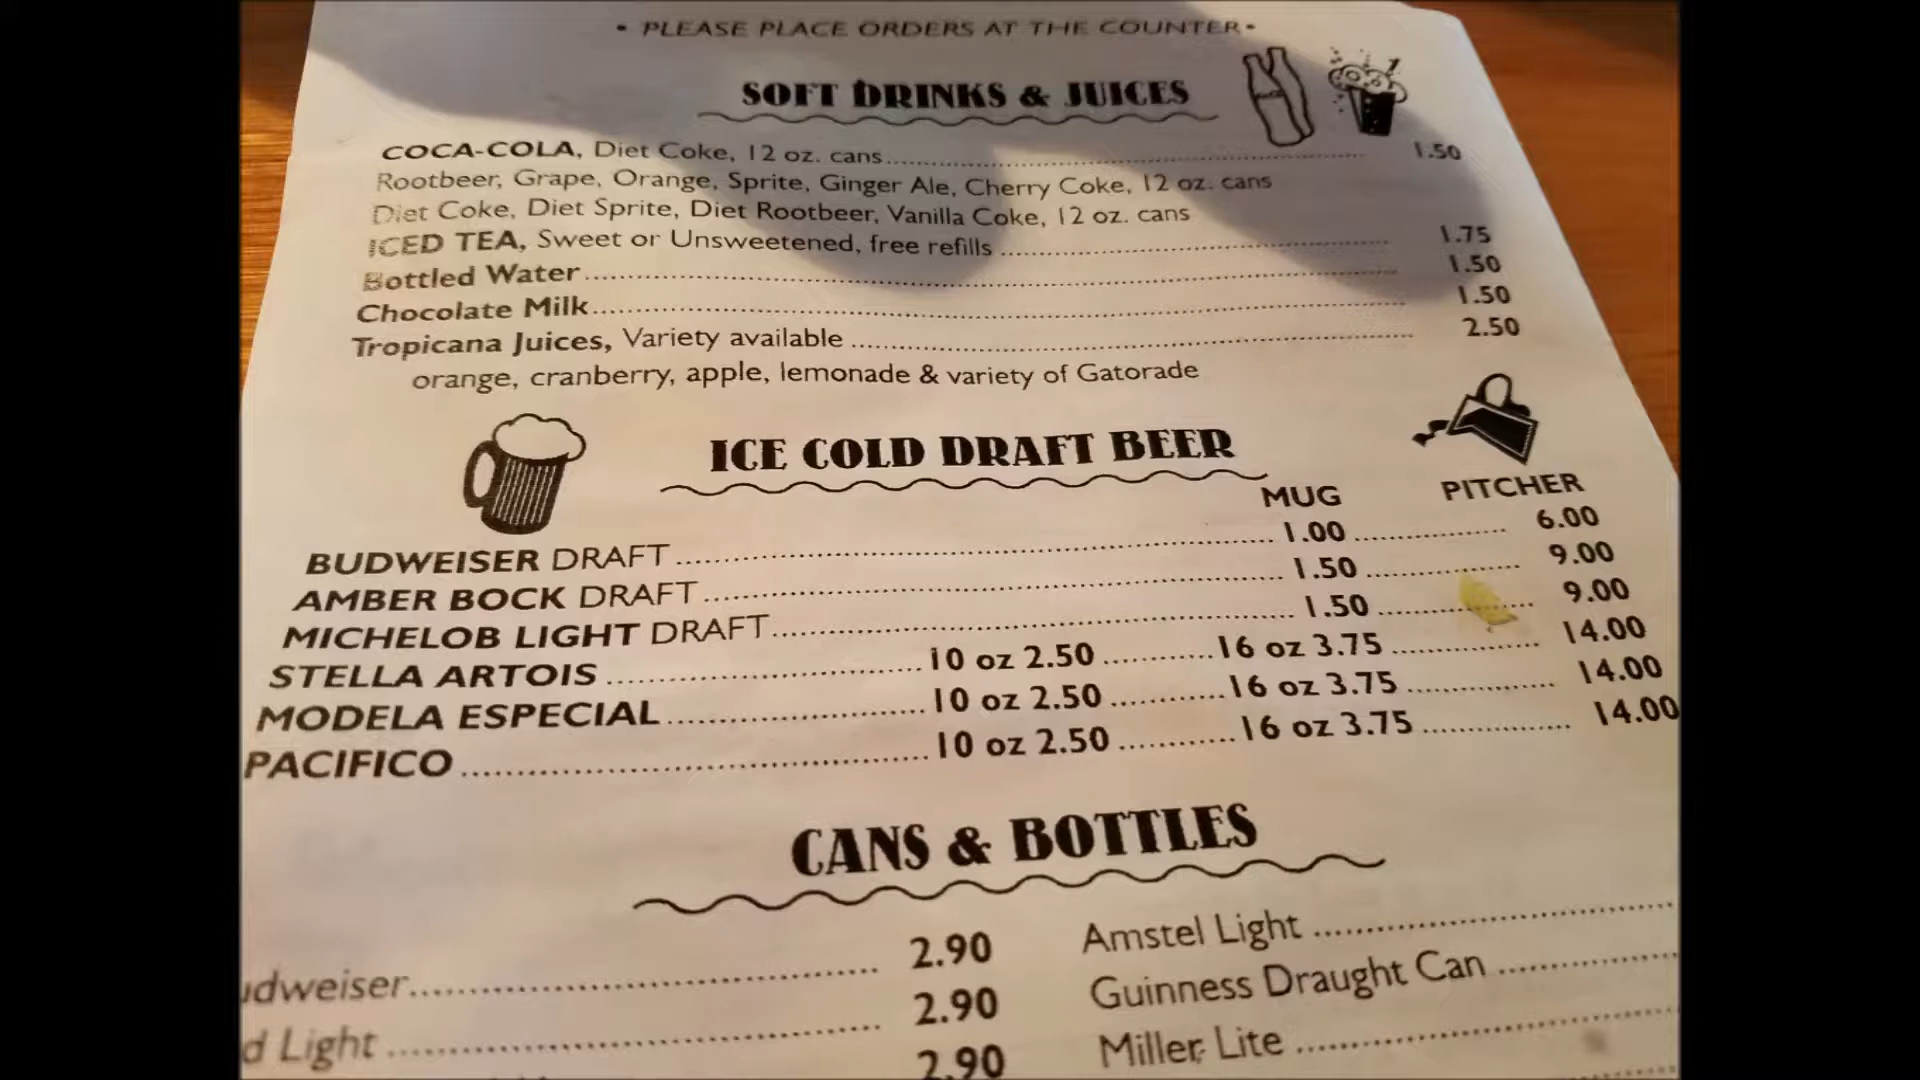 • PLEASE PLACE ORDERS AT THE COUNTER •
SOFT DRINKS & JUICES
COCA-COLA, Diet Coke, 12 oz. cans 1.50
Rootbeer, Grape, Orange, Sprite, Ginger Ale, Cherry Coke, 12 oz. cans
Diet Coke, Diet Sprite, Diet Rootbeer, Vanilla Coke, 12 oz. cans
ICED TEA, Sweet or Unsweetened, free refills 1.75
Bottled Water 1.50
Chocolate Milk 1.50
Tropicana Juices, Variety available 2.50
orange, cranberry, apple, lemonade & variety of Gatorade
ICE COLD DRAFT BEER
MUG PITCHER
BUDWEISER DRAFT 1.00 6.00
AMBER BOCK DRAFT 1.50 9.00
MICHELOB LIGHT DRAFT 1.50 9.00
STELLA ARTOIS 10 oz 2.50 16 oz 3.75 14.00
MODELA ESPECIAL 10 oz 2.50 16 oz 3.75 14.00
PACIFICO 10 oz 2.50 16 oz 3.75 14.00
CANS & BOTTLES
udweiser 2.90 Amstel Light
d Light 2.90 Guinness Draught Can
2.90 Miller Lite